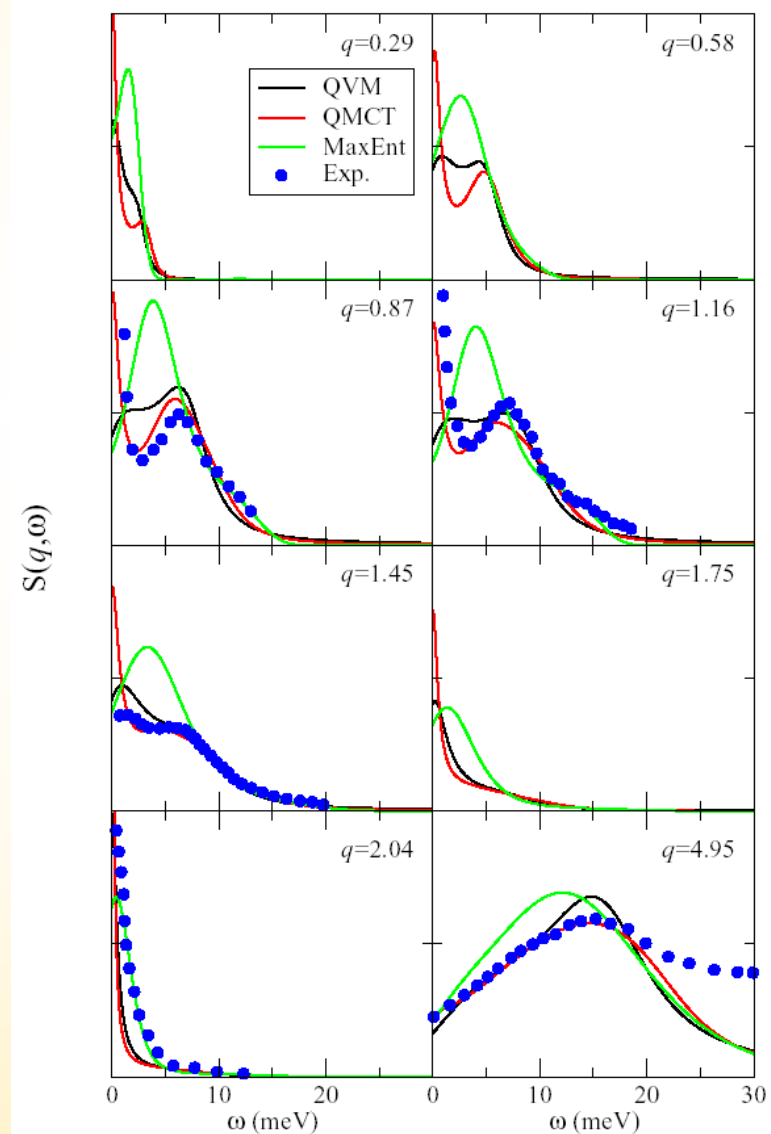 q=0.29
q=0.58
QVM
QMCT
MaxEnt
Exp.
q=0.87
q=1.16
S(q,ω)
q=1.45
q=1.75
q=2.04
q=4.95
0
10
20
0
10
20
30
ω (meV)
ω (meV)